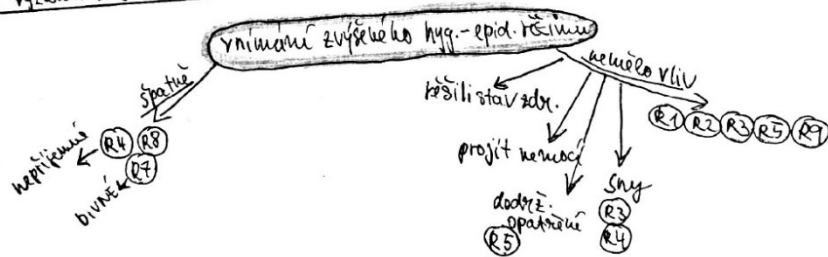 vnímání zvýšeného hyg.-epid. režimu
špatně
nemělo vliv
R4 R8
nepříjemné
R7
divné
řešili stav zdr.
projít nemocí
dodrž.
opatření
R5
sny
R3
R4
R1 R2 R3 R5 R9